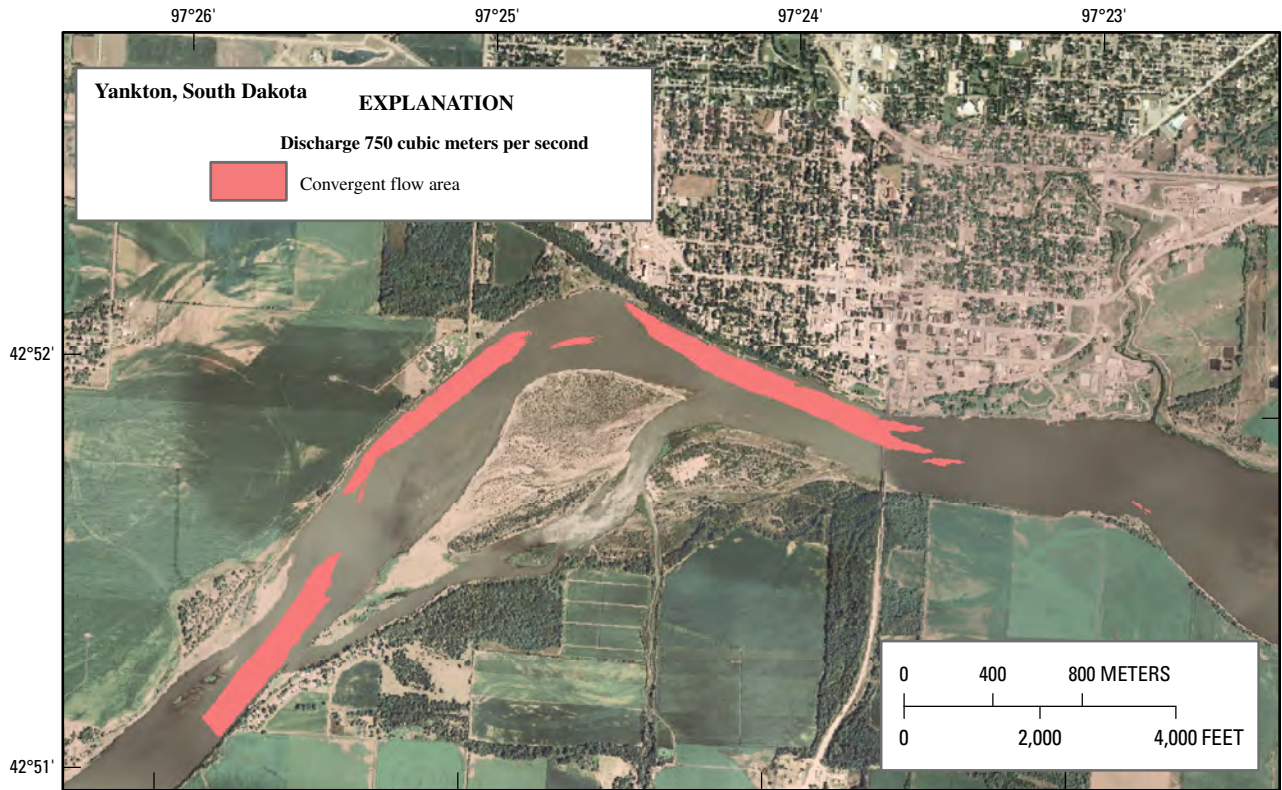 97°26' 97°25' 97°24' 97°23'
Yankton, South Dakota
EXPLANATION
Discharge 750 cubic meters per second
Convergent flow area
42°52'
0 400 800 METERS
0 2,000 4,000 FEET
42°51'